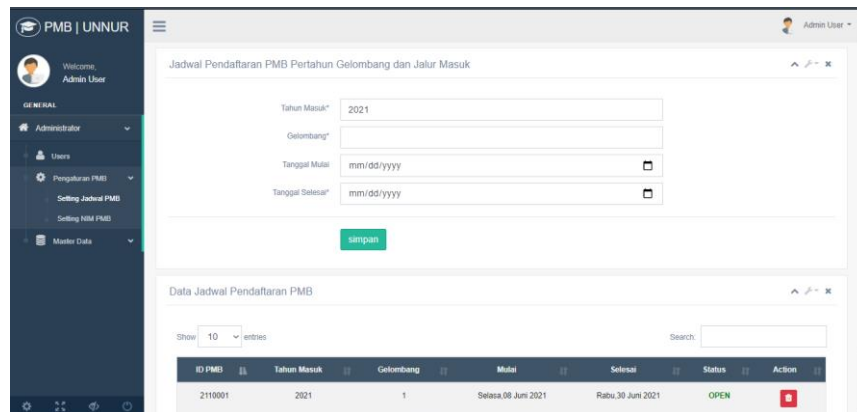 PMB | UNNUR
Admin User
Welcome,
Admin User
GENERAL
Administrator
Users
Pengaturan PMB
Setting Jadwal PMB
Setting NIM PMB
Master Data
Jadwal Pendaftaran PMB Pertahun Gelombang dan Jalur Masuk
Tahun Masuk* 2021
Gelombang*
Tanggal Mulai mm/dd/yyyy
Tanggal Selesai* mm/dd/yyyy
simpan
Data Jadwal Pendaftaran PMB
Show 10 entries Search:
ID PMB Tahun Masuk Gelombang Mulai Selesai Status Action
2110001 2021 1 Selasa,08 Juni 2021 Rabu,30 Juni 2021 OPEN